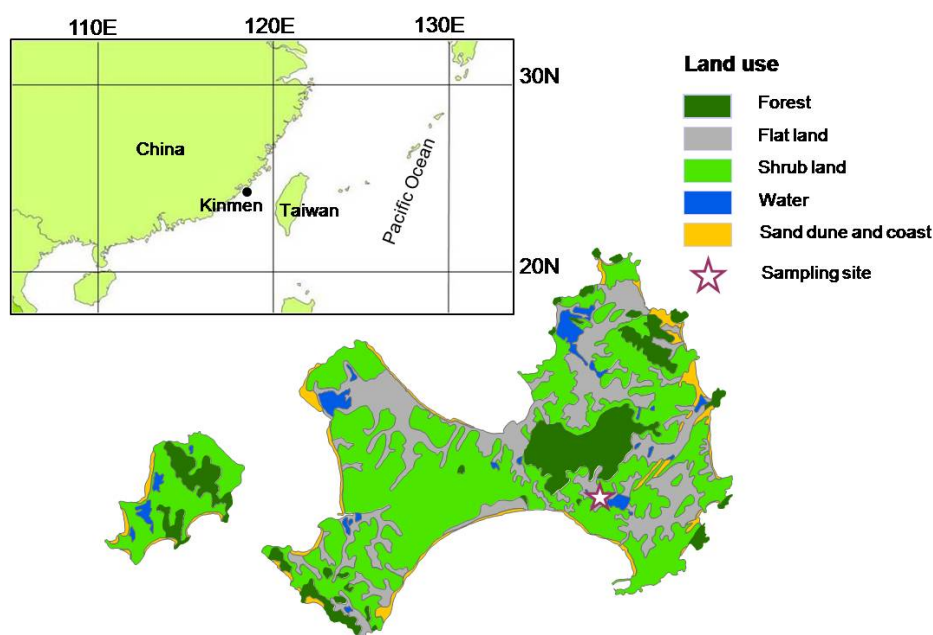 110E 120E 130E
30N
China
Kinmen Taiwan
Pacific Ocean
20N
Land use
Forest
Flat land
Shrub land
Water
Sand dune and coast
Sampling site